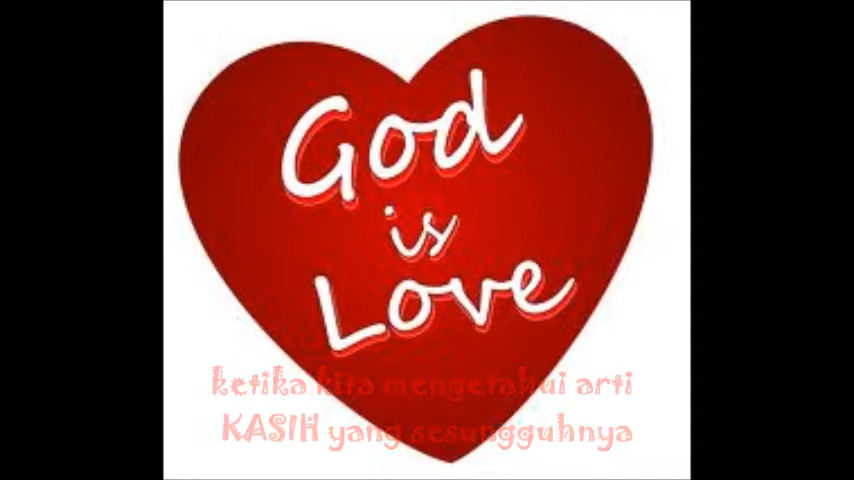 God
is
Love
ketika kita mengetahui arti
KASIH yang sesungguhnya